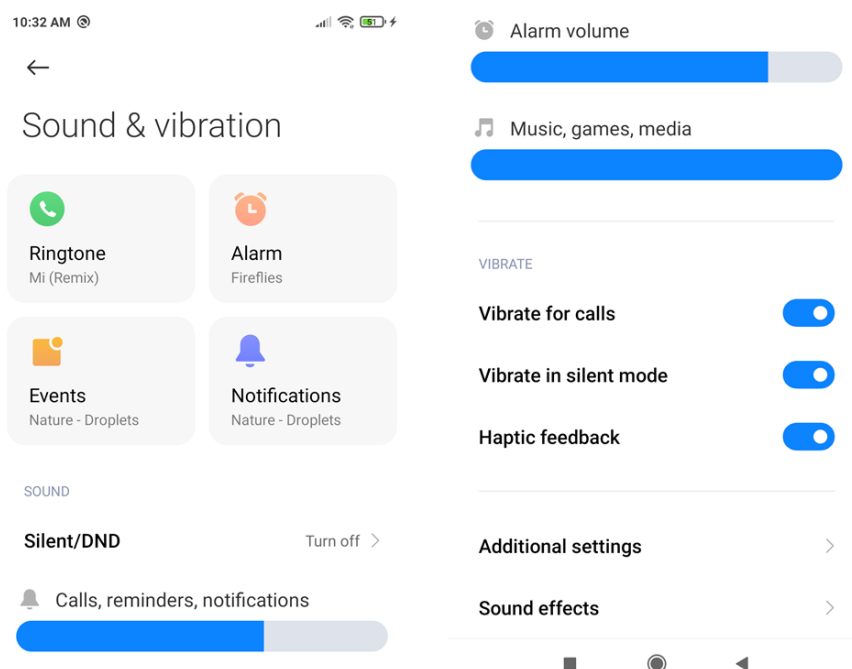 10:32 AM
51
Sound & vibration
Ringtone
Mi (Remix)
Alarm
Fireflies
Events
Nature - Droplets
Notifications
Nature - Droplets
SOUND
Silent/DND
Turn off
Calls, reminders, notifications
Alarm volume
Music, games, media
VIBRATE
Vibrate for calls
Vibrate in silent mode
Haptic feedback
Additional settings
Sound effects